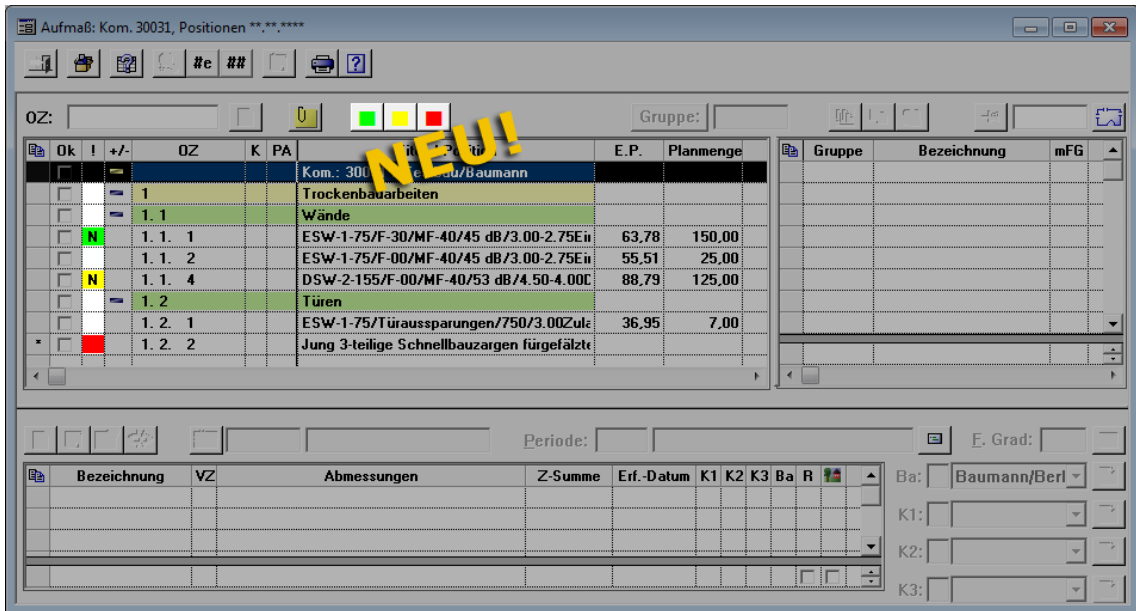 Aufmaß: Kom. 30031, Positionen **.**.****
#e ##
OZ: Gruppe:
NEU!
Ok ! +/- OZ K PA Position E.P. Planmenge
Kom.: 300 /Baumann
1 Trockenbauarbeiten
1. 1 Wände
N 1. 1. 1 ESW-1-75/F-30/MF-40/45 dB/3.00-2.75Ei 63,78 150,00
1. 1. 2 ESW-1-75/F-00/MF-40/45 dB/3.00-2.75Ei 55,51 25,00
N 1. 1. 4 DSW-2-155/F-00/MF-40/53 dB/4.50-4.00D 88,79 125,00
1. 2 Türen
1. 2. 1 ESW-1-75/Türaussparungen/750/3.00Zula 36,95 7,00
* 1. 2. 2 Jung 3-teilige Schnellbauzargen fürgefälzte
Gruppe Bezeichnung mFG
Periode: F. Grad:
Bezeichnung VZ Abmessungen Z-Summe Erf.-Datum K1 K2 K3 Ba R
Ba: Baumann/Berl
K1:
K2:
K3: